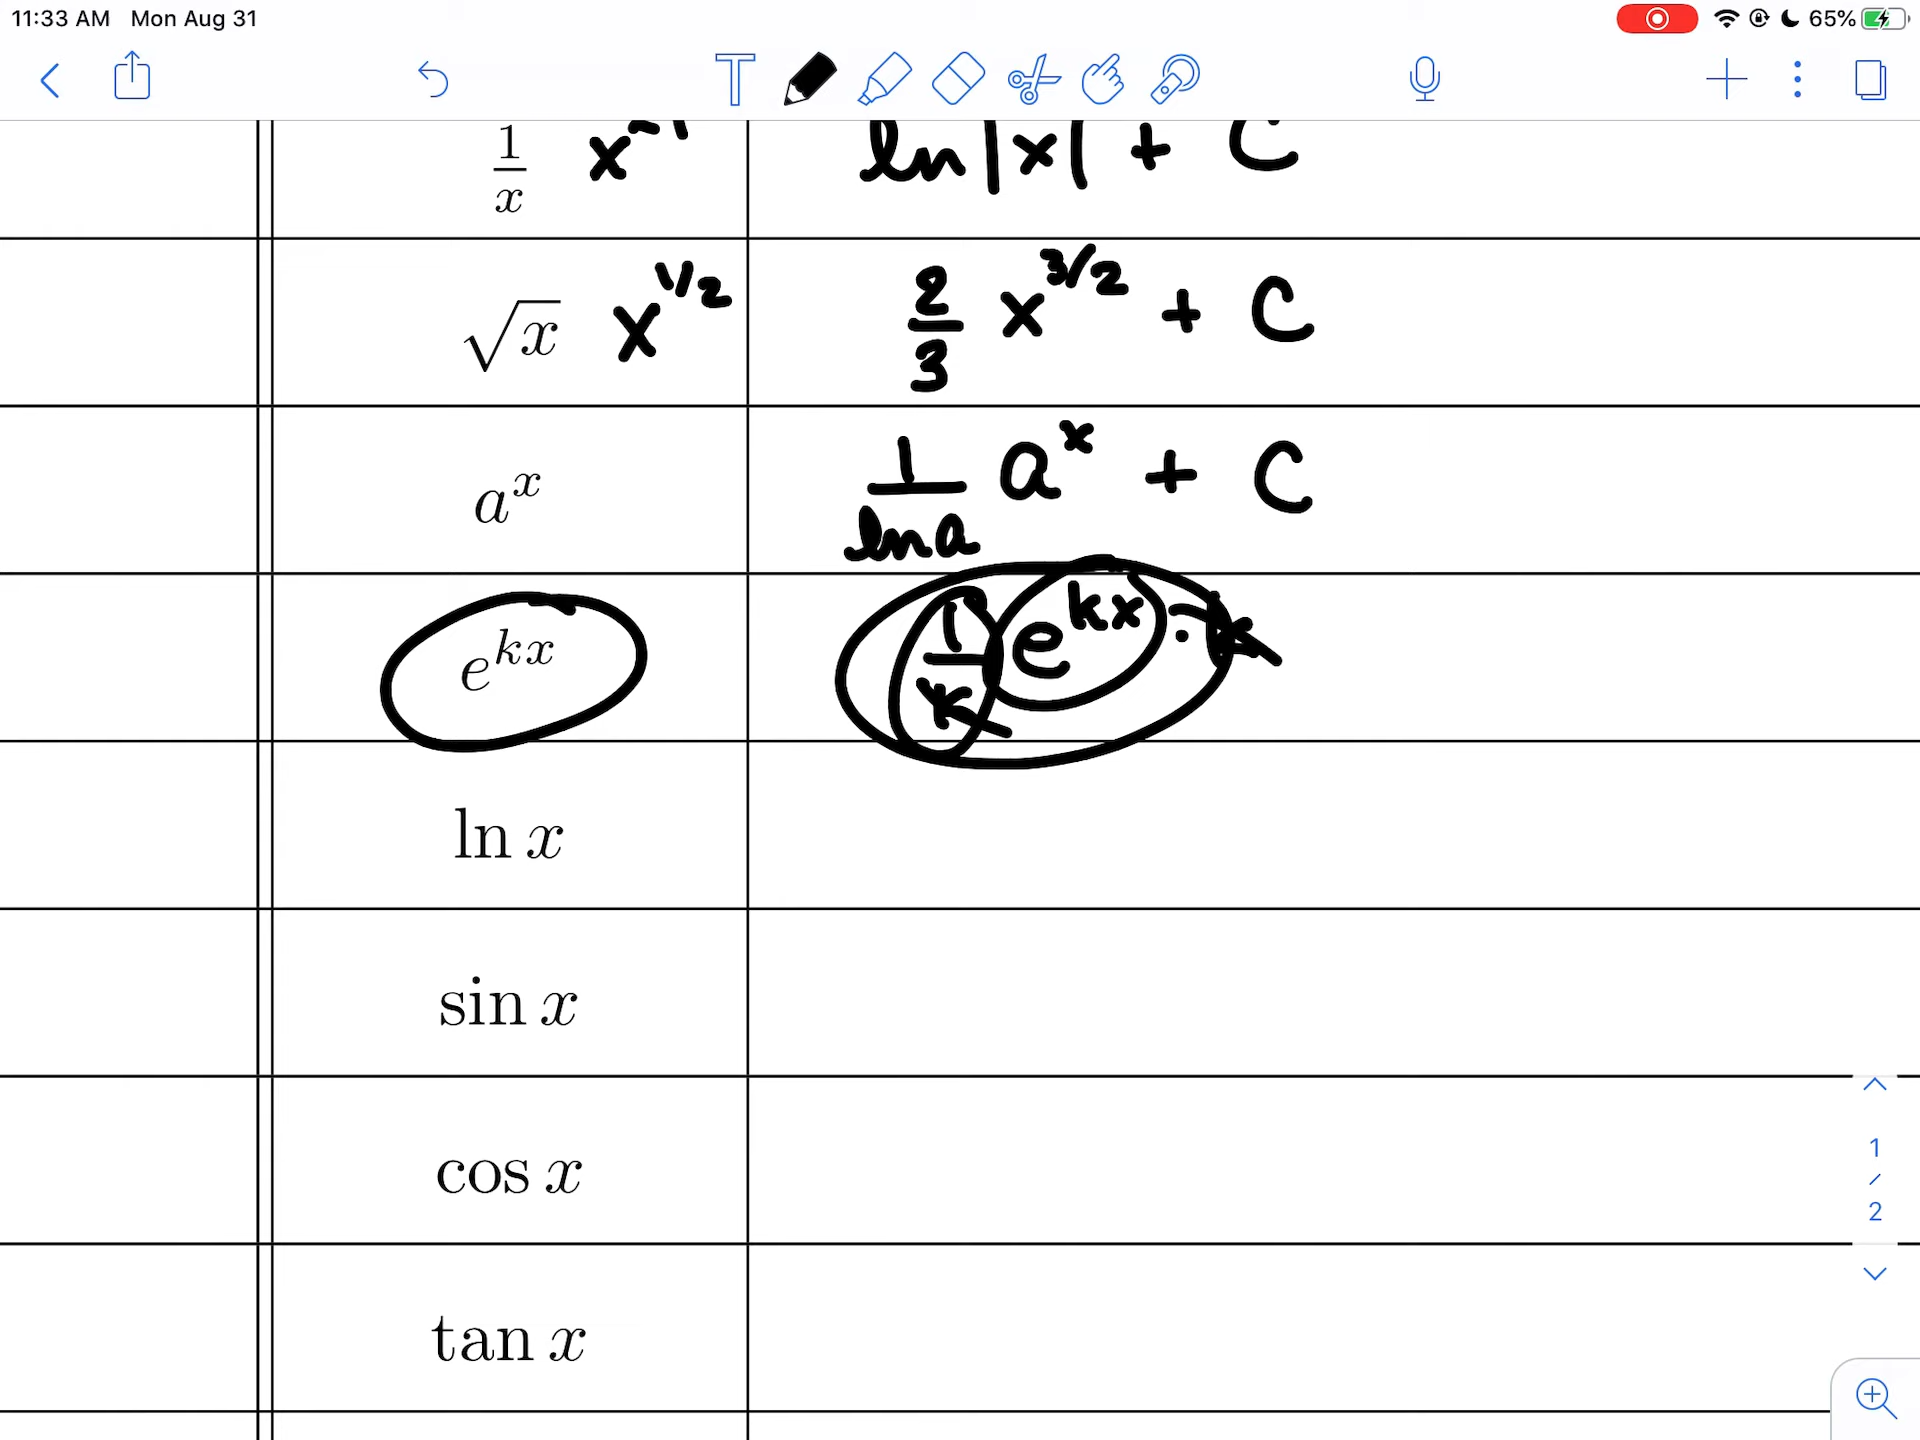 11:33 AM Mon Aug 31 65%
T
1/x x⁻¹ ln|x| + C
√x x^1/2 2/3 x^3/2 + C
a^x 1/ln a a^x + C
e^kx 1/k e^kx · k
ln x
sin x
cos x
1
/
2
tan x